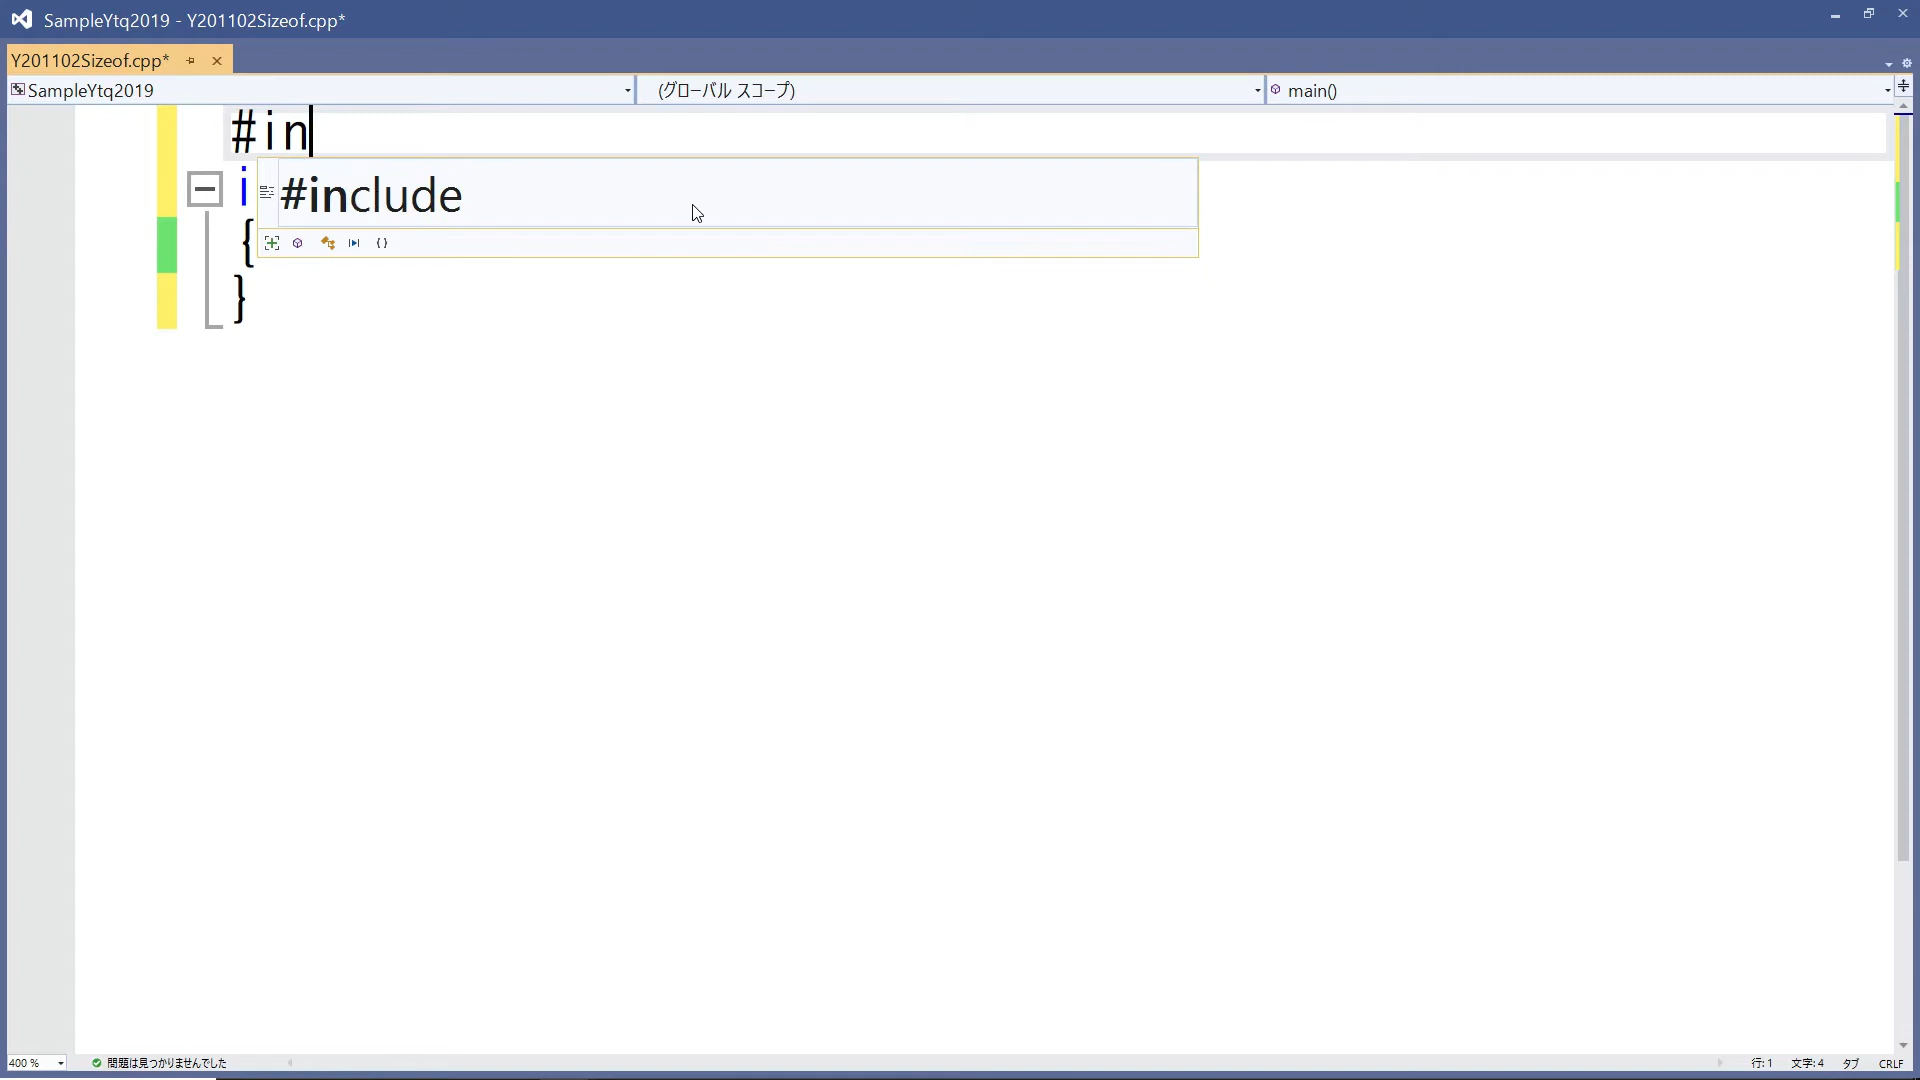 SampleYtq2019 - Y201102Sizeof.cpp*
Y201102Sizeof.cpp*
SampleYtq2019
(グローバル スコープ)
main()
#in
i
#include
{
}
400 %
問題は見つかりませんでした
行: 1
文字: 4
タブ
CRLF